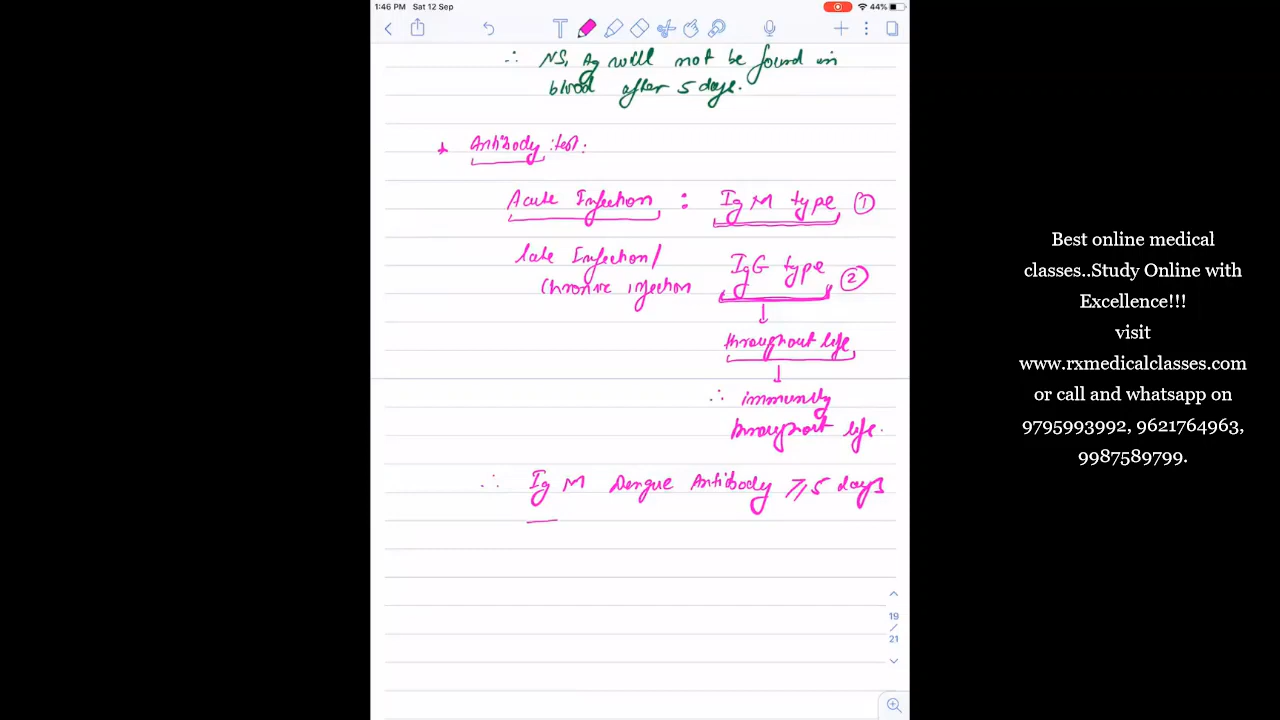 1:46 PM Sat 12 Sep
44%
∴ NS1 Ag will not be found in
blood after 5 days.
Antibody test:
Acute Infection : IgM type ①
late Infection/
Chronic infection
IgG type ②
↓
throughout life
↓
∴ immunity
throughout life.
∴ IgM Dengue Antibody ⩾5 days
19
/
21
Best online medical
classes..Study Online with
Excellence!!!
visit
www.rxmedicalclasses.com
or call and whatsapp on
9795993992, 9621764963,
9987589799.